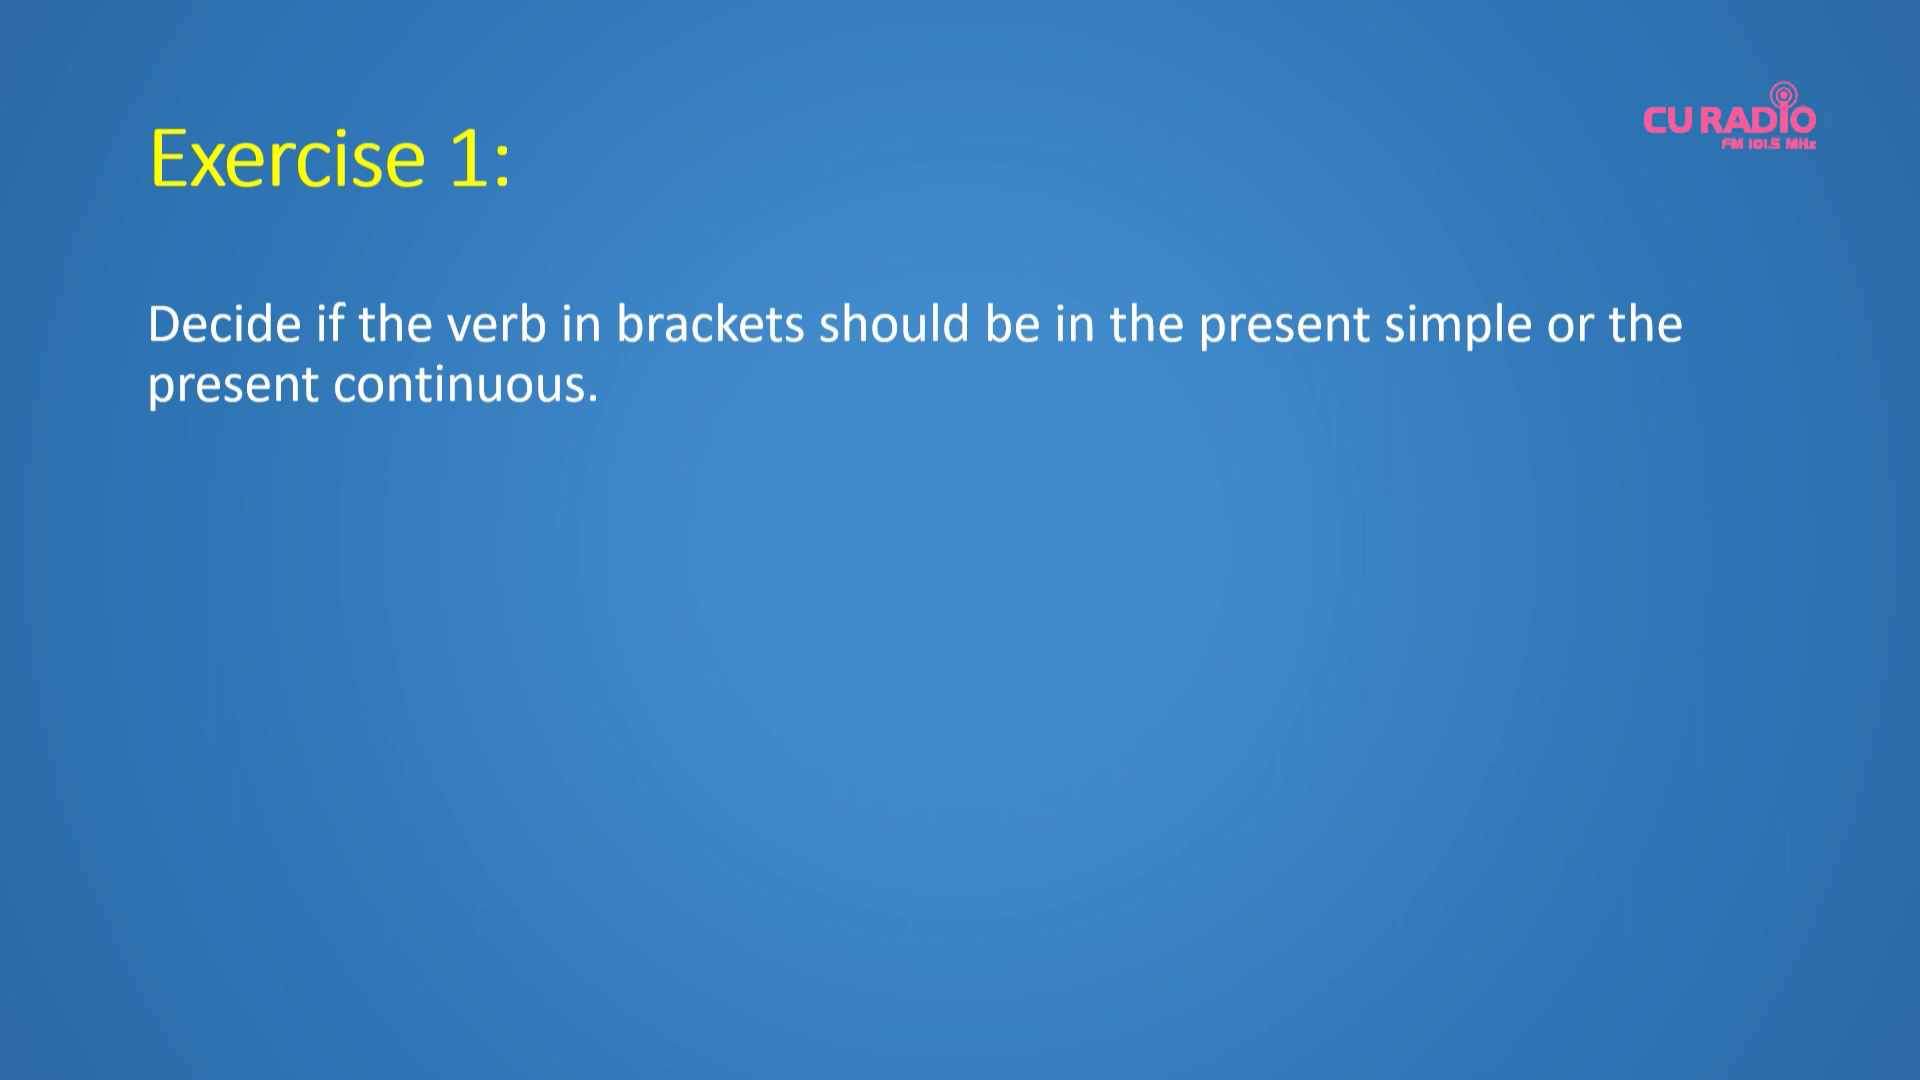 CU RADIO
FM 101.5 MHz
Exercise 1:
Decide if the verb in brackets should be in the present simple or the
present continuous.